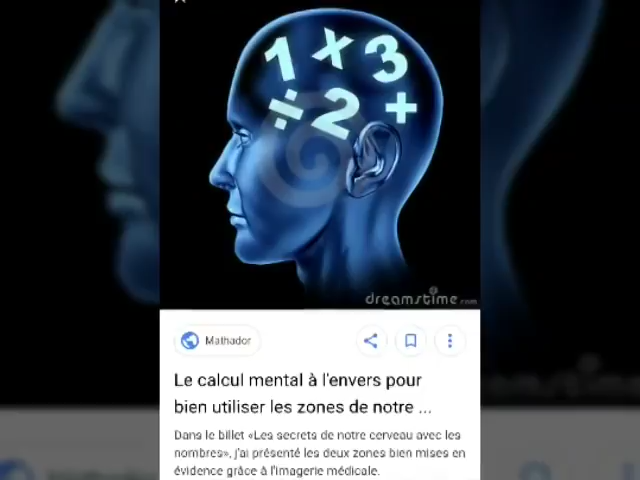 1 x 3
÷ 2 +
dreamstime.com
Mathador
Le calcul mental à l'envers pour
bien utiliser les zones de notre ...
Dans le billet «Les secrets de notre cerveau avec les
nombres», j'ai présenté les deux zones bien mises en
évidence grâce à l'imagerie médicale.